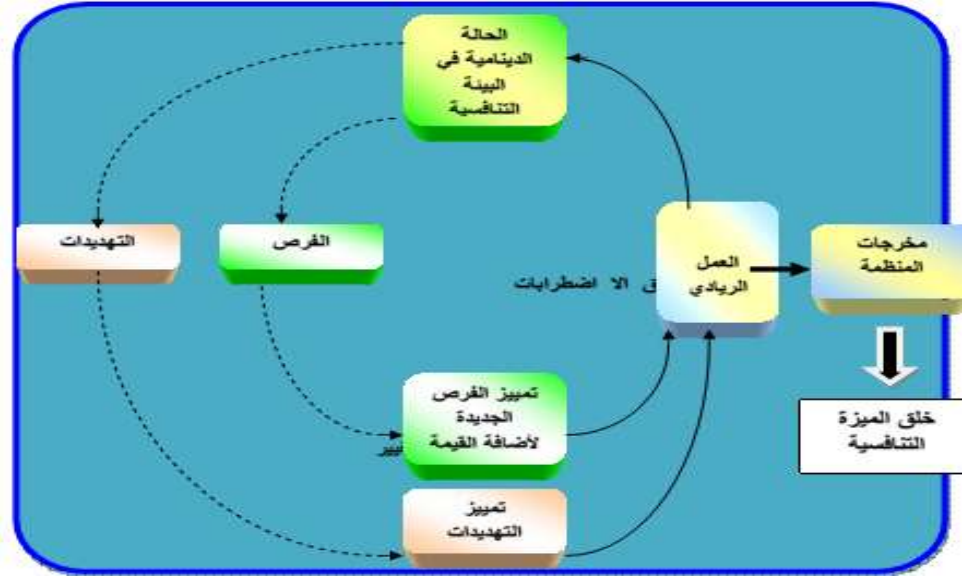 الحالة
الدينامية في
البيئة
التنافسية
التهديدات
الفرص
العمل
الريادي
مخرجات
المنظمة
ق الا اضطرابات
تمييز الفرص
الجديدة
لأضافة القيمة
خلق الميزة
التنافسية
تمييز
التهديدات